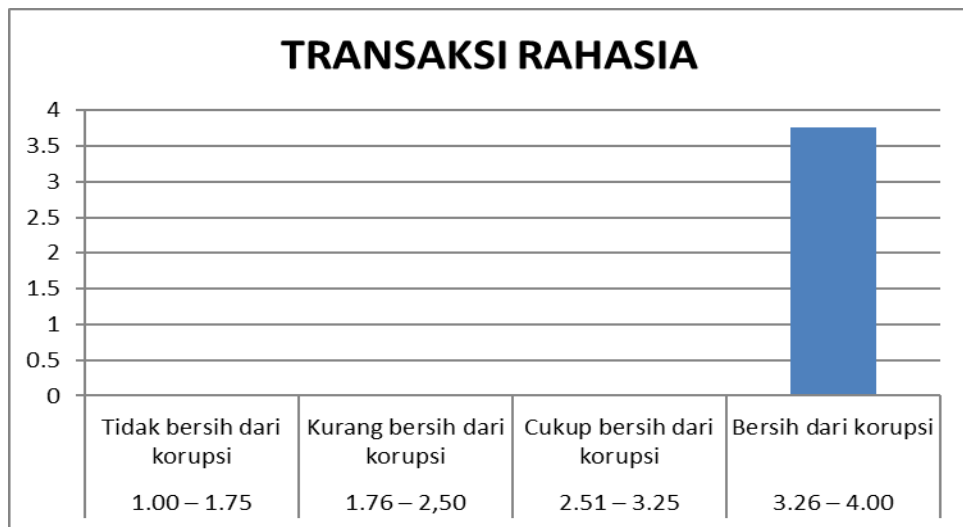 TRANSAKSI RAHASIA
4
3.5
3
2.5
2
1.5
1
0.5
0
Tidak bersih dari
korupsi
1.00 – 1.75
Kurang bersih dari
korupsi
1.76 – 2,50
Cukup bersih dari
korupsi
2.51 – 3.25
Bersih dari korupsi
3.26 – 4.00